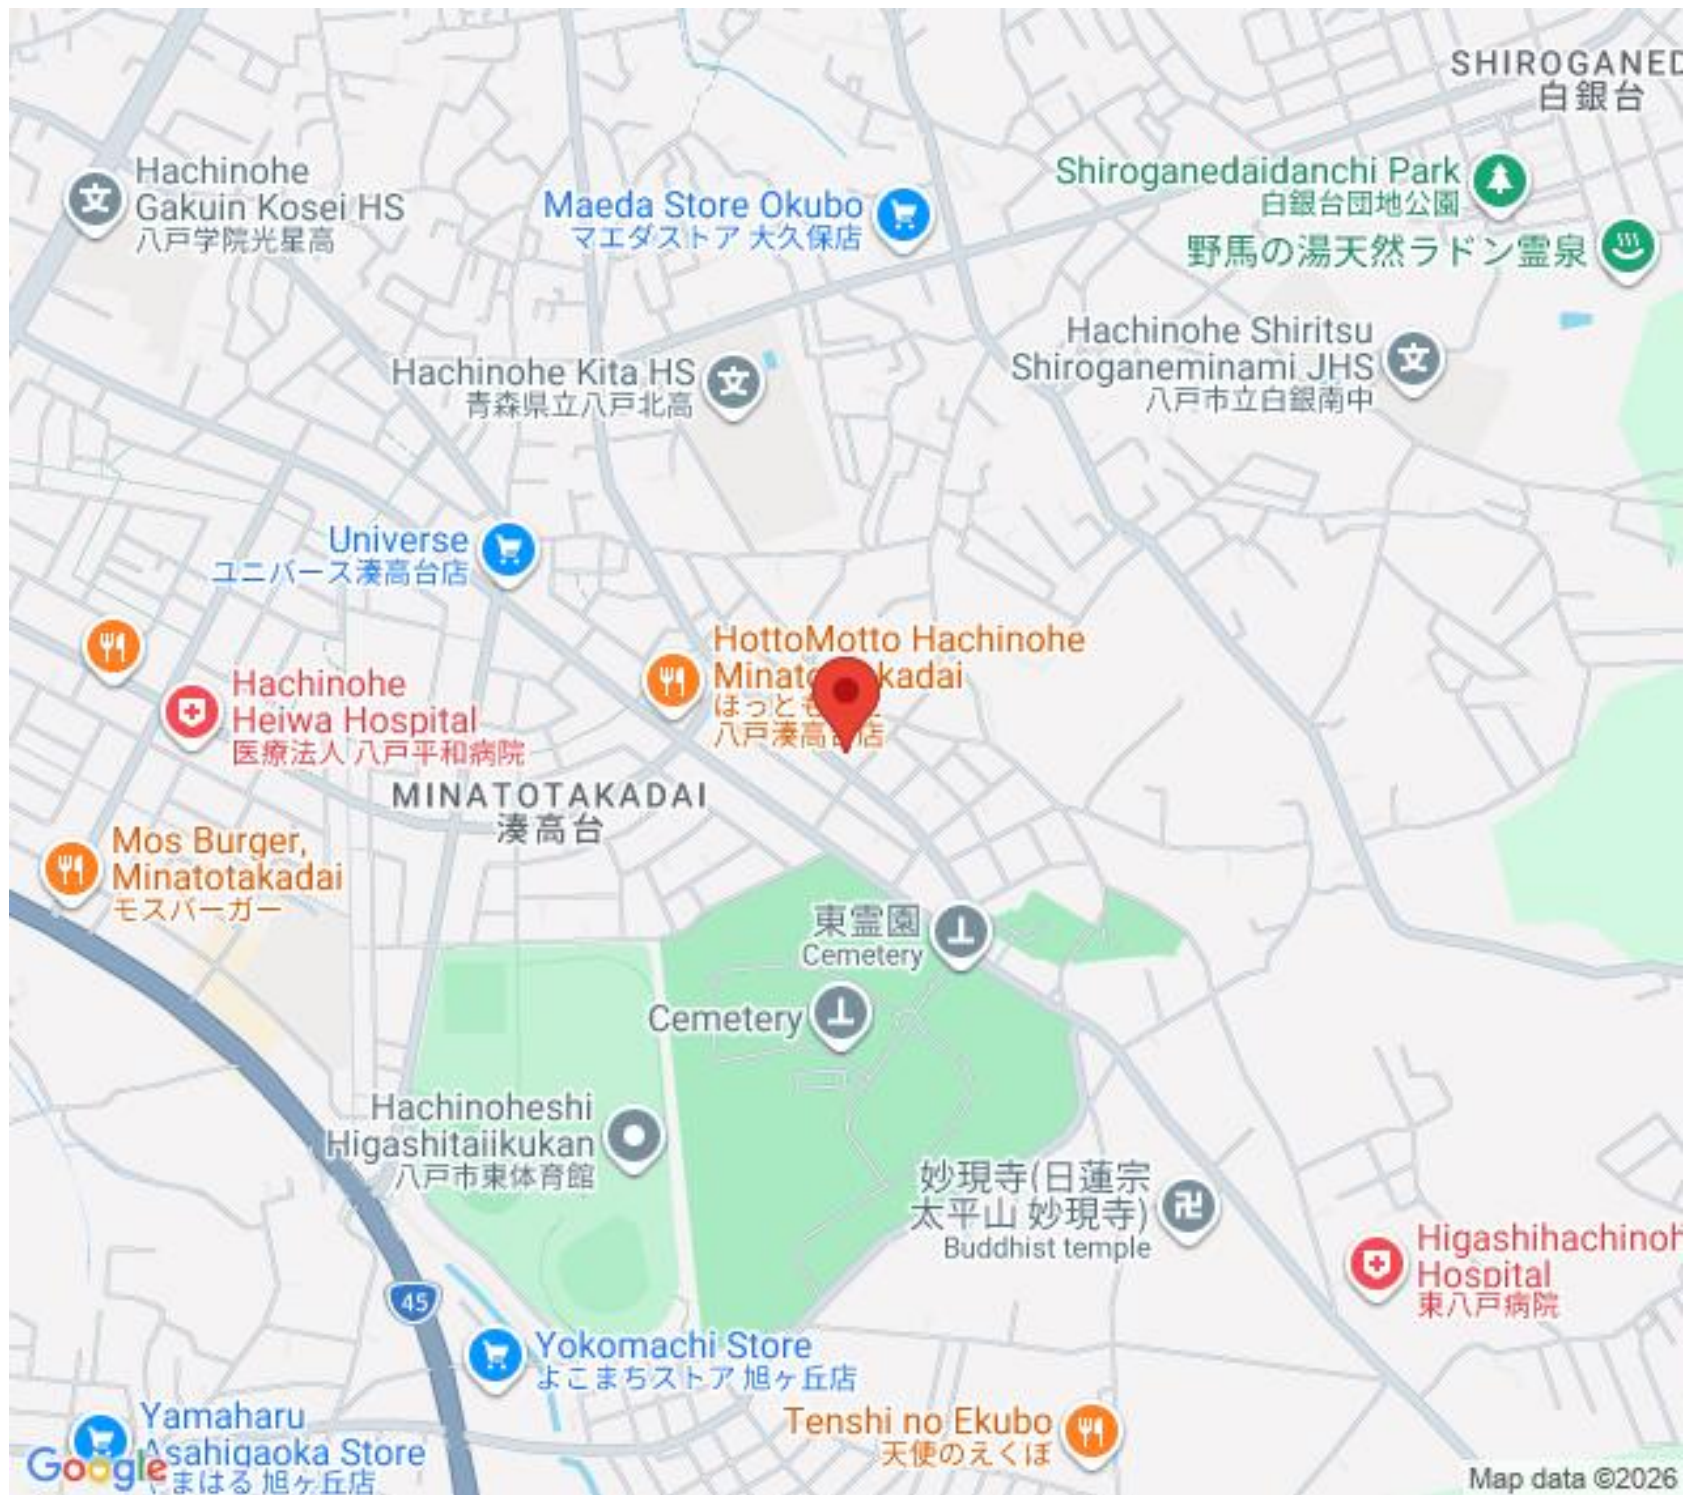 SHIROGANED
白銀台
Hachinohe
Gakuin Kosei HS
八戸学院光星高
Maeda Store Okubo
マエダストア 大久保店
Shiroganedaidanchi Park
白銀台団地公園
野馬の湯天然ラドン霊泉
Hachinohe Kita HS
青森県立八戸北高
Hachinohe Shiritsu
Shiroganeminami JHS
八戸市立白銀南中
Universe
ユニバース湊高台店
HottoMotto Hachinohe
八戸湊高台店
Hachinohe
Heiwa Hospital
医療法人 八戸平和病院
MINATOTAKADAI
湊高台
Mos Burger,
Minatotakadai
モスバーガー
東霊園
Cemetery
Cemetery
Hachinoheshi
Higashitaiikukan
八戸市東体育館
妙現寺(日蓮宗
太平山 妙現寺)
Buddhist temple
Higashihachinoh
Hospital
東八戸病院
45
Yokomachi Store
よこまちストア 旭ヶ丘店
Tenshi no Ekubo
天使のえくぼ
Yamaharu
Asahigaoka Store
まはる 旭ヶ丘店
Google
Map data ©2026